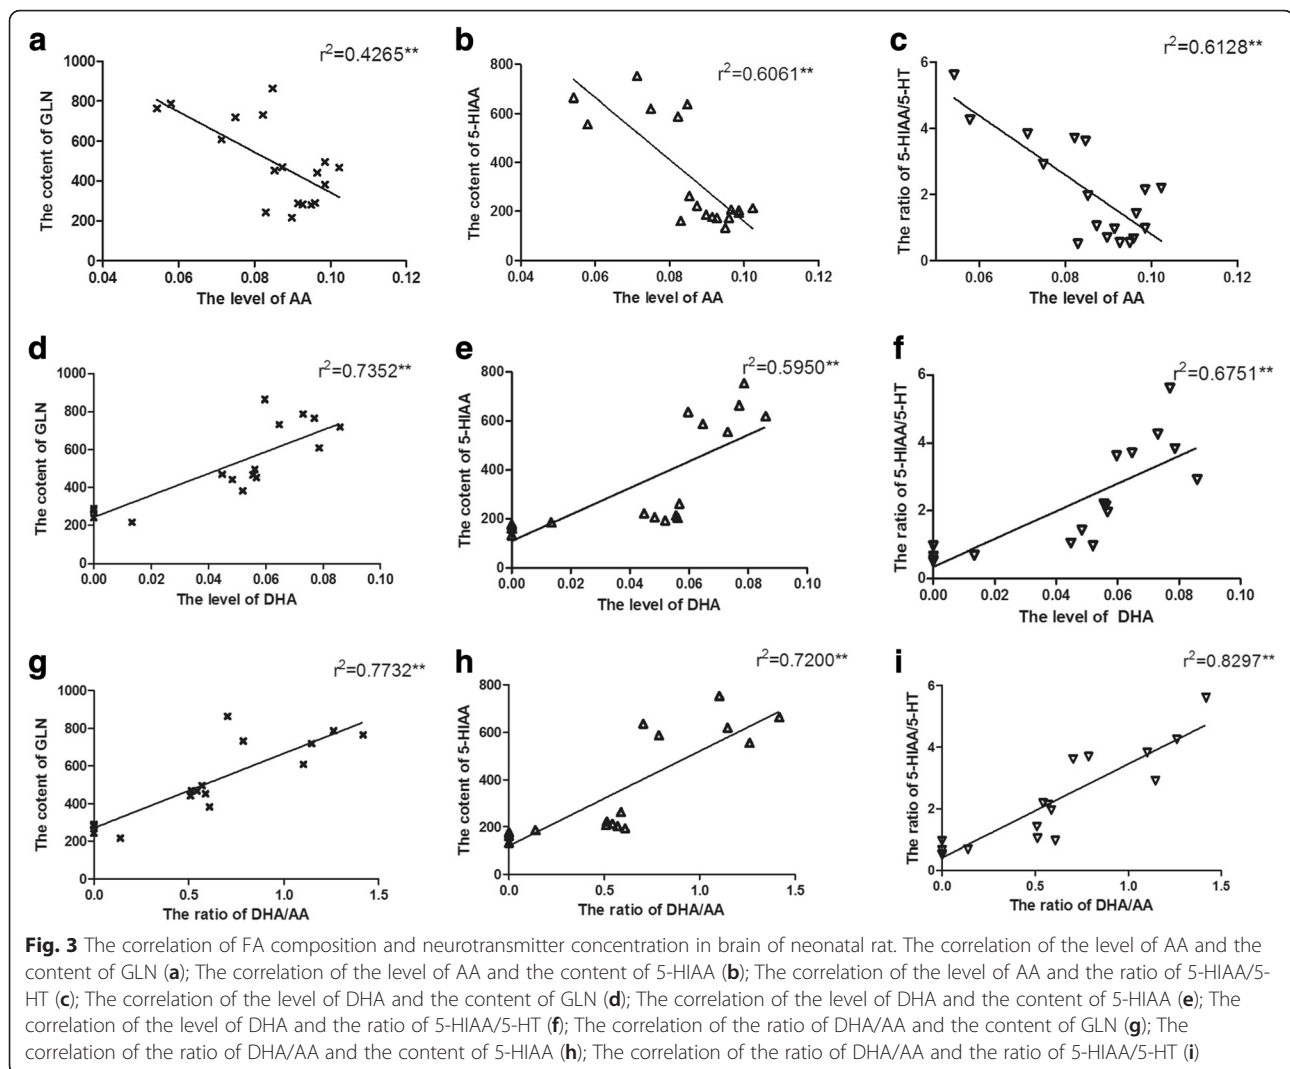 a
r²=0.4265**
The cotent of GLN
1000
800
600
400
200
0
0.04 0.06 0.08 0.10 0.12
The level of AA
b
r²=0.6061**
The cotent of 5-HIAA
800
600
400
200
0
0.04 0.06 0.08 0.10 0.12
The level of AA
c
r²=0.6128**
The ratio of 5-HIAA/5-HT
6
4
2
0
0.06 0.08 0.10 0.12
The level of AA
d
r²=0.7352**
The cotent of GLN
1000
800
600
400
200
0
0.00 0.02 0.04 0.06 0.08 0.10
The level of DHA
e
r²=0.5950**
The cotent of 5-HIAA
800
600
400
200
0
0.00 0.02 0.04 0.06 0.08 0.10
The level of DHA
f
r²=0.6751**
The ratio of 5-HIAA/5-HT
6
4
2
0
0.00 0.02 0.04 0.06 0.08 0.10
The level of DHA
g
r²=0.7732**
The cotent of GLN
1000
800
600
400
200
0
0.0 0.5 1.0 1.5
The ratio of DHA/AA
h
r²=0.7200**
The cotent of 5-HIAA
800
600
400
200
0
0.0 0.5 1.0 1.5
The ratio of DHA/AA
i
r²=0.8297**
The ratio of 5-HIAA/5-HT
6
4
2
0
0.0 0.5 1.0 1.5
The ratio of DHA/AA
Fig. 3 The correlation of FA composition and neurotransmitter concentration in brain of neonatal rat. The correlation of the level of AA and the
content of GLN (a); The correlation of the level of AA and the content of 5-HIAA (b); The correlation of the level of AA and the ratio of 5-HIAA/5-
HT (c); The correlation of the level of DHA and the content of GLN (d); The correlation of the level of DHA and the content of 5-HIAA (e); The
correlation of the level of DHA and the ratio of 5-HIAA/5-HT (f); The correlation of the ratio of DHA/AA and the content of GLN (g); The
correlation of the ratio of DHA/AA and the content of 5-HIAA (h); The correlation of the ratio of DHA/AA and the ratio of 5-HIAA/5-HT (i)